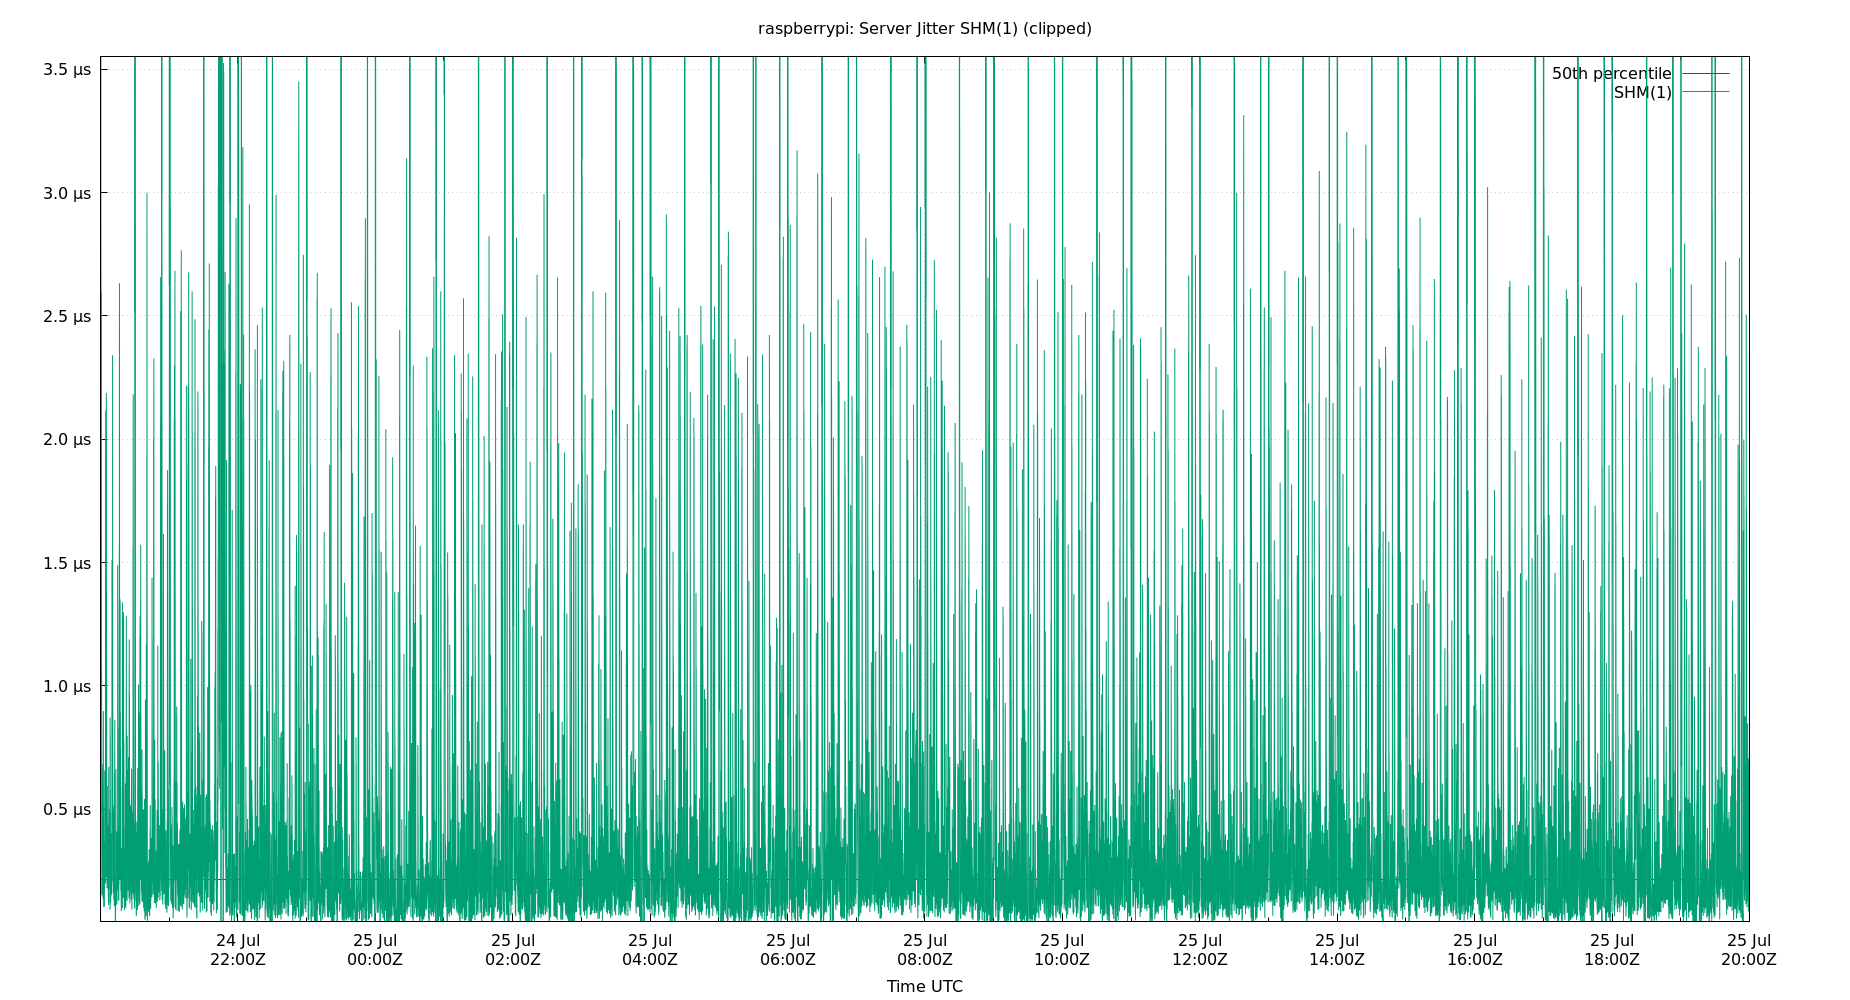 raspberrypi: Server Jitter SHM(1) (clipped)
3.5 µs
3.0 µs
2.5 µs
2.0 µs
1.5 µs
1.0 µs
0.5 µs
50th percentile
SHM(1)
24 Jul 25 Jul 25 Jul 25 Jul 25 Jul 25 Jul 25 Jul 25 Jul 25 Jul 25 Jul 25 Jul 25 Jul
22:00Z 00:00Z 02:00Z 04:00Z 06:00Z 08:00Z 10:00Z 12:00Z 14:00Z 16:00Z 18:00Z 20:00Z
Time UTC